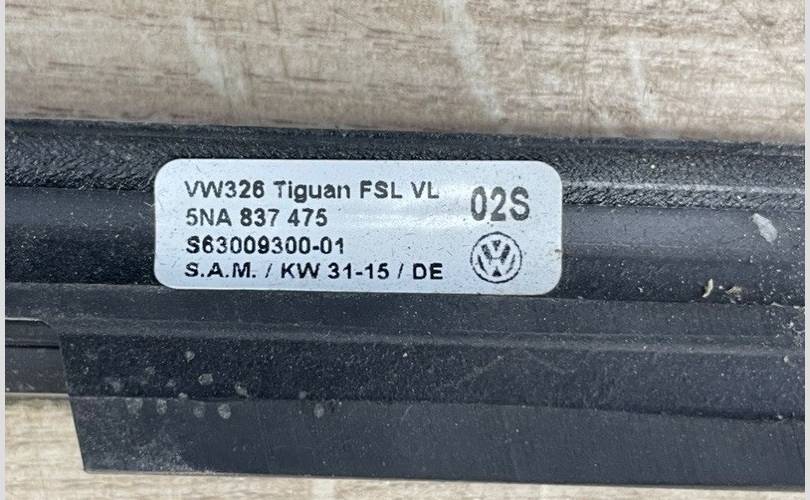 VW326 Tiguan FSL VL
02S
5NA 837 475
S63009300-01
S.A.M. / KW 31-15 / DE